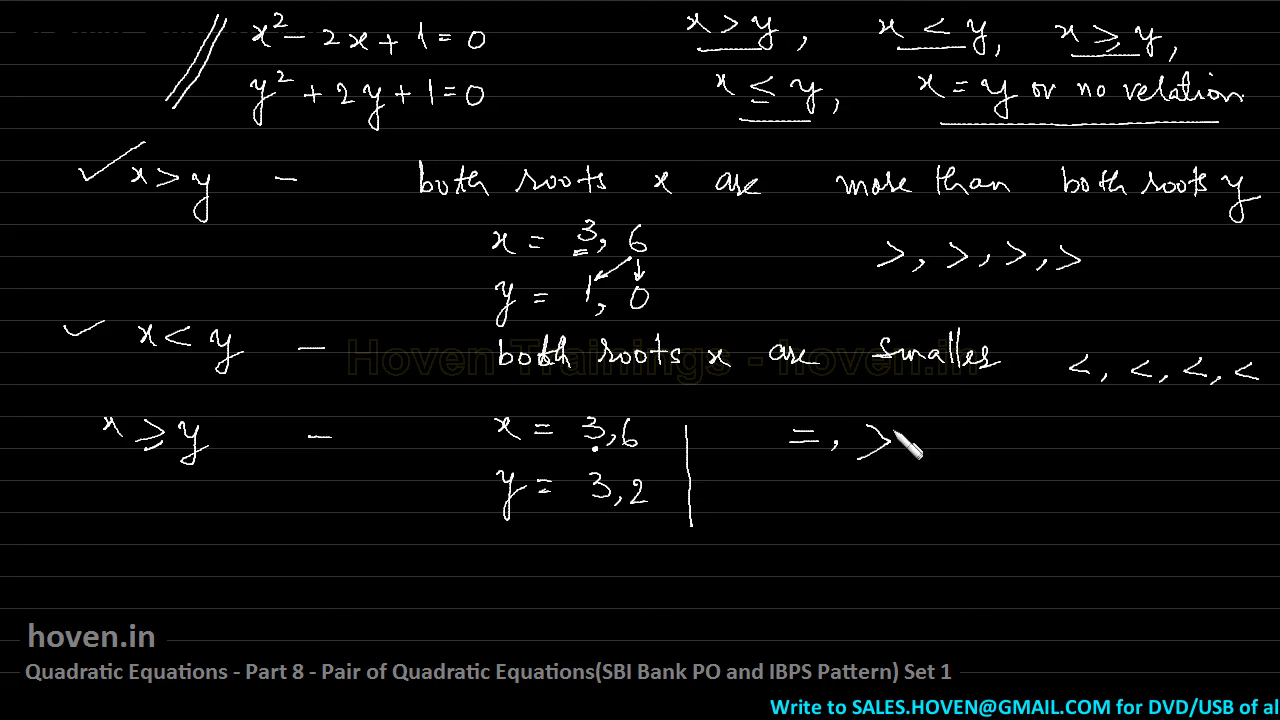 x² - 2x + 1 = 0 x > y, x < y, x ≥ y,
y² + 2y + 1 = 0 x ≤ y, x = y or no relation
✓ x > y - both roots x are more than both roots y
x = 3, 6 >, >, >, >
y = 1, 0
✓ x < y - both roots x are smaller <, <, <, <
Hoven Trainings - hoven.in
x ≥ y - x = 3, 6 =, >
y = 3, 2
hoven.in
Quadratic Equations - Part 8 - Pair of Quadratic Equations(SBI Bank PO and IBPS Pattern) Set 1
Write to SALES.HOVEN@GMAIL.COM for DVD/USB of al